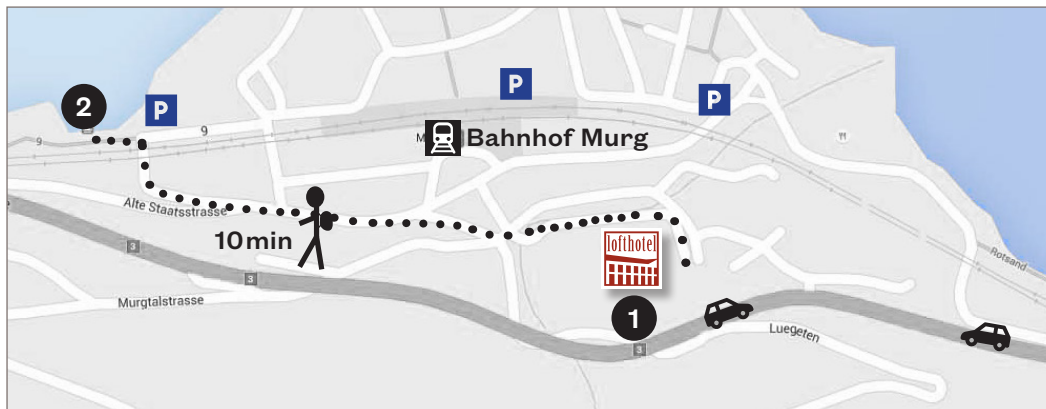 P
P
P
2
9
9
Bahnhof Murg
Alte Staatsstrasse
10 min
lofthotel
3
3
Murgtalstrasse
1
3
Luegeten
Rotsand